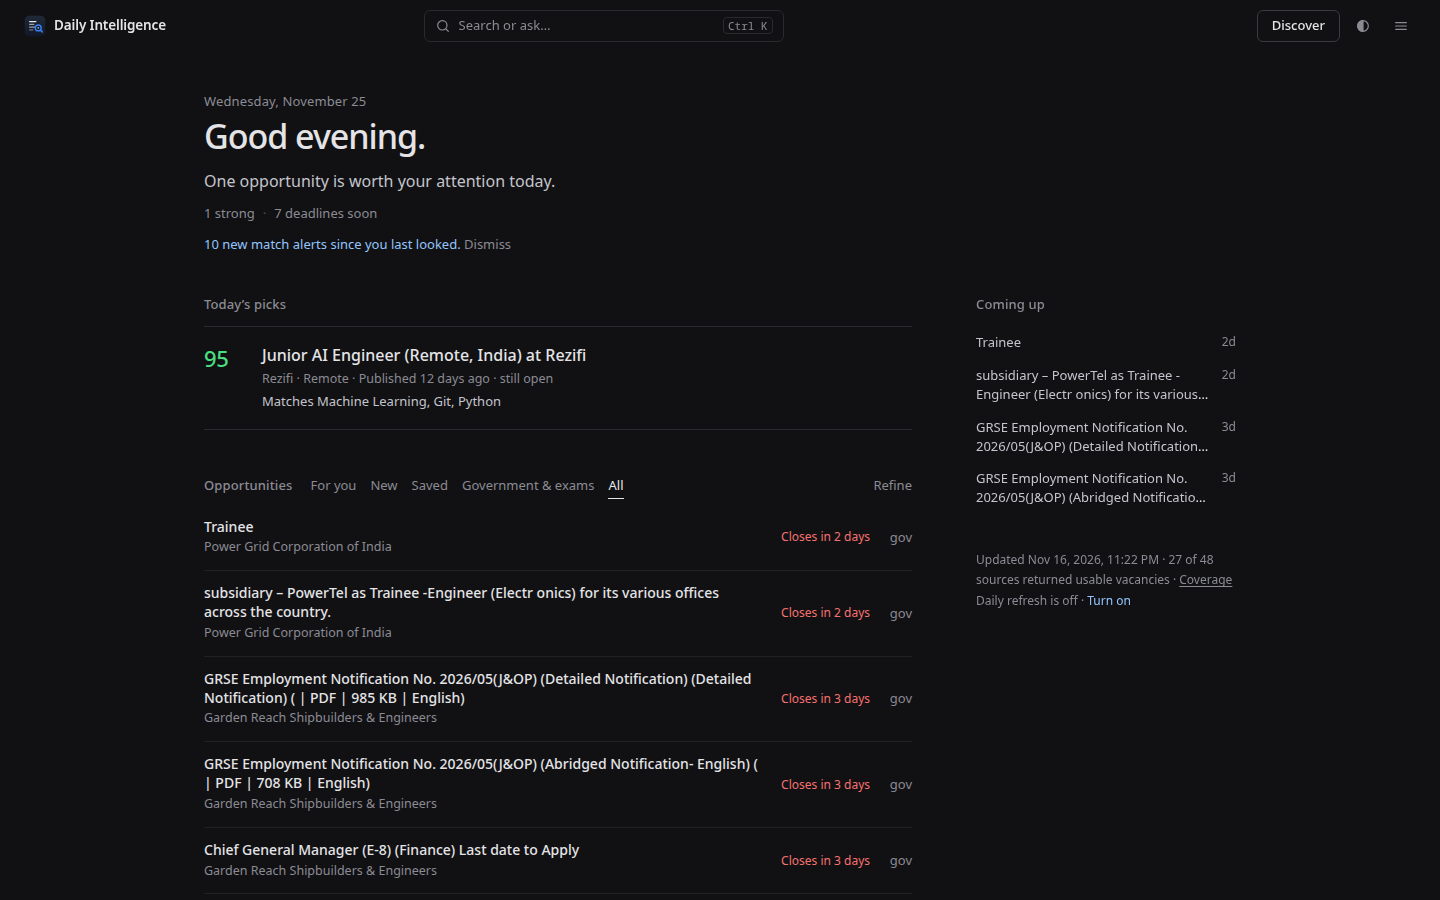 Daily Intelligence
Search or ask...
Ctrl K
Discover
Wednesday, November 25
Good evening.
One opportunity is worth your attention today.
1 strong · 7 deadlines soon
10 new match alerts since you last looked. Dismiss
Today's picks
95
Junior AI Engineer (Remote, India) at Rezifi
Rezifi · Remote · Published 12 days ago · still open
Matches Machine Learning, Git, Python
Opportunities For you New Saved Government & exams All Refine
Trainee
Power Grid Corporation of India
Closes in 2 days gov
subsidiary – PowerTel as Trainee -Engineer (Electr onics) for its various offices
across the country.
Power Grid Corporation of India
Closes in 2 days gov
GRSE Employment Notification No. 2026/05(J&OP) (Detailed Notification) (Detailed
Notification) ( | PDF | 985 KB | English)
Garden Reach Shipbuilders & Engineers
Closes in 3 days gov
GRSE Employment Notification No. 2026/05(J&OP) (Abridged Notification- English) (
| PDF | 708 KB | English)
Garden Reach Shipbuilders & Engineers
Closes in 3 days gov
Chief General Manager (E-8) (Finance) Last date to Apply
Garden Reach Shipbuilders & Engineers
Closes in 3 days gov
Coming up
Trainee 2d
subsidiary – PowerTel as Trainee - 2d
Engineer (Electr onics) for its various...
GRSE Employment Notification No. 3d
2026/05(J&OP) (Detailed Notification...
GRSE Employment Notification No. 3d
2026/05(J&OP) (Abridged Notificatio...
Updated Nov 16, 2026, 11:22 PM · 27 of 48
sources returned usable vacancies · Coverage
Daily refresh is off · Turn on